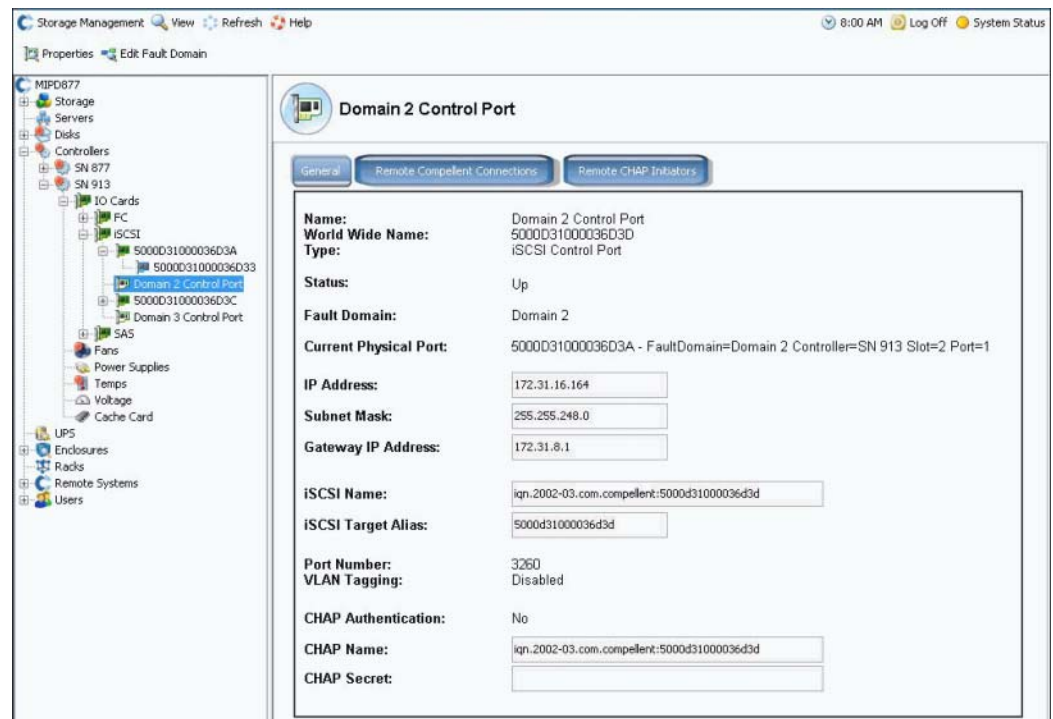 Storage Management View Refresh Help
8:00 AM Log Off System Status
Properties Edit Fault Domain
MIPD877
Storage
Servers
Disks
Controllers
SN 877
SN 913
IO Cards
FC
iSCSI
5000D31000036D3A
5000D31000036D33
Domain 2 Control Port
5000D31000036D3C
Domain 3 Control Port
SAS
Fans
Power Supplies
Temps
Voltage
Cache Card
UPS
Enclosures
Racks
Remote Systems
Users
Domain 2 Control Port
General Remote Compellent Connections Remote CHAP Initiators
Name: Domain 2 Control Port
World Wide Name: 5000D31000036D3D
Type: iSCSI Control Port
Status: Up
Fault Domain: Domain 2
Current Physical Port: 5000D31000036D3A - FaultDomain=Domain 2 Controller=SN 913 Slot=2 Port=1
IP Address: 172.31.16.164
Subnet Mask: 255.255.248.0
Gateway IP Address: 172.31.8.1
iSCSI Name: iqn.2002-03.com.compellent:5000d31000036d3d
iSCSI Target Alias: 5000d31000036d3d
Port Number: 3260
VLAN Tagging: Disabled
CHAP Authentication: No
CHAP Name: iqn.2002-03.com.compellent:5000d31000036d3d
CHAP Secret: